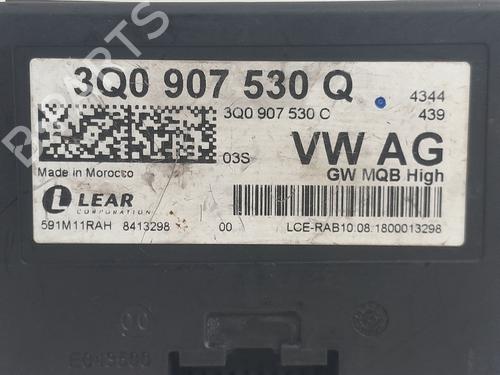 3Q0 907 530 Q
4344
3Q0 907 530 C
439
03S
VW AG
Made in Morocco
GW MQB High
LEAR
CORPORATION
591M11RAH 8413298
00
LCE-RAB10 08.1800013298